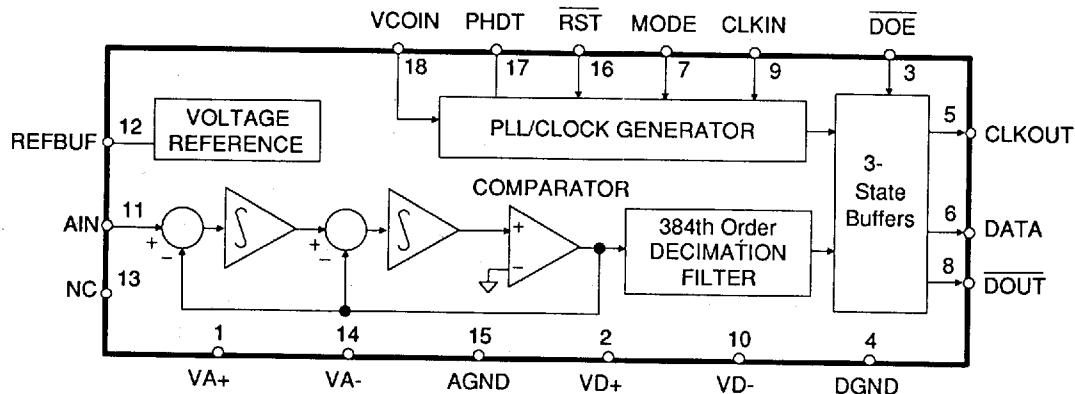 VCOIN PHDT RST MODE CLKIN DOE
18 17 16 7 9 3
12 VOLTAGE REFERENCE
REFBUF
PLL/CLOCK GENERATOR
5 CLKOUT
3-
State
Buffers
COMPARATOR
AIN 11
+
−
∫
+
−
∫
+
−
384th Order
DECIMATION
FILTER
6
DATA
8
DOUT
13
NC
1 14 15 2 10 4
VA+ VA- AGND VD+ VD- DGND